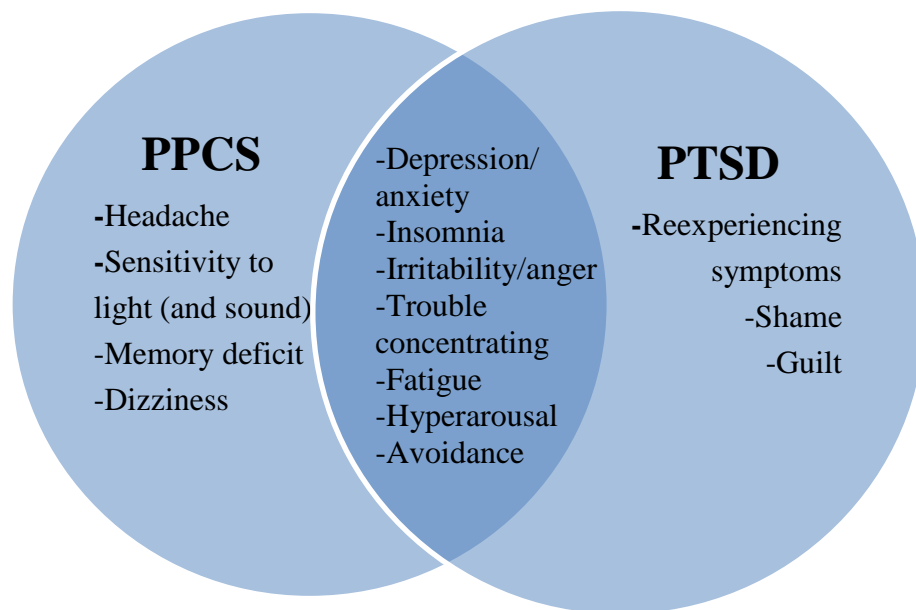 PPCS
-Headache
-Sensitivity to
light (and sound)
-Memory deficit
-Dizziness
-Depression/
anxiety
-Insomnia
-Irritability/anger
-Trouble
concentrating
-Fatigue
-Hyperarousal
-Avoidance
PTSD
-Reexperiencing
symptoms
-Shame
-Guilt